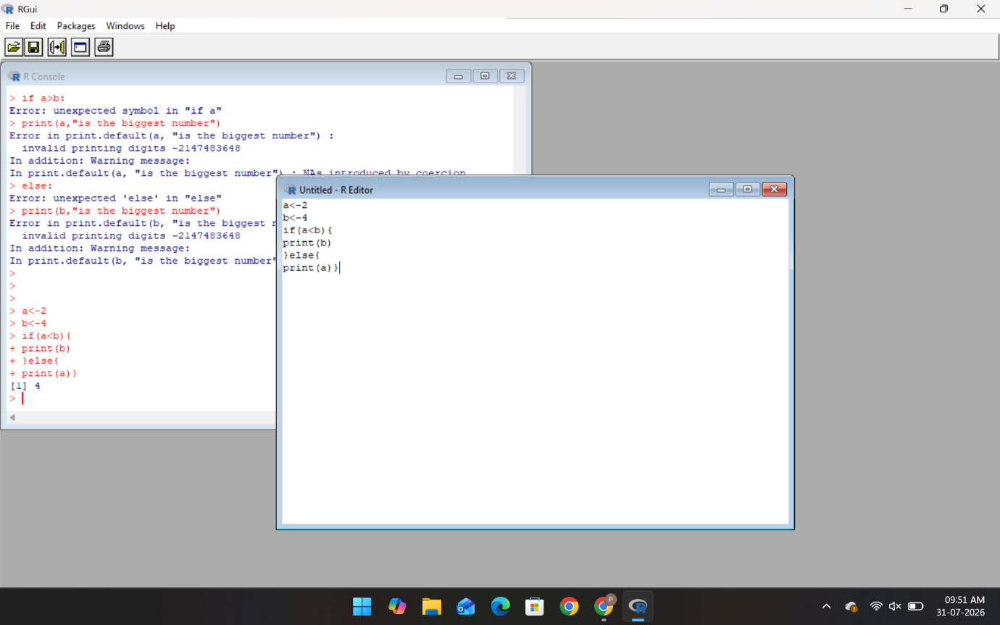 RGui
File Edit Packages Windows Help
R Console
> if a>b:
Error: unexpected symbol in "if a"
> print(a,"is the biggest number")
Error in print.default(a, "is the biggest number") :
  invalid printing digits -2147483648
In addition: Warning message:
In print.default(a, "is the biggest number") : NAs introduced by coercion
> else:
Error: unexpected 'else' in "else"
> print(b,"is the biggest number")
Error in print.default(b, "is the biggest
  invalid printing digits -2147483648
In addition: Warning message:
In print.default(b, "is the biggest number"
>
>
>
> a<-2
> b<-4
> if(a<b){
+ print(b)
+ }else{
+ print(a)}
[1] 4
>
Untitled - R Editor
a<-2
b<-4
if(a<b){
print(b)
}else{
print(a)}
P
09:51 AM
31-07-2026